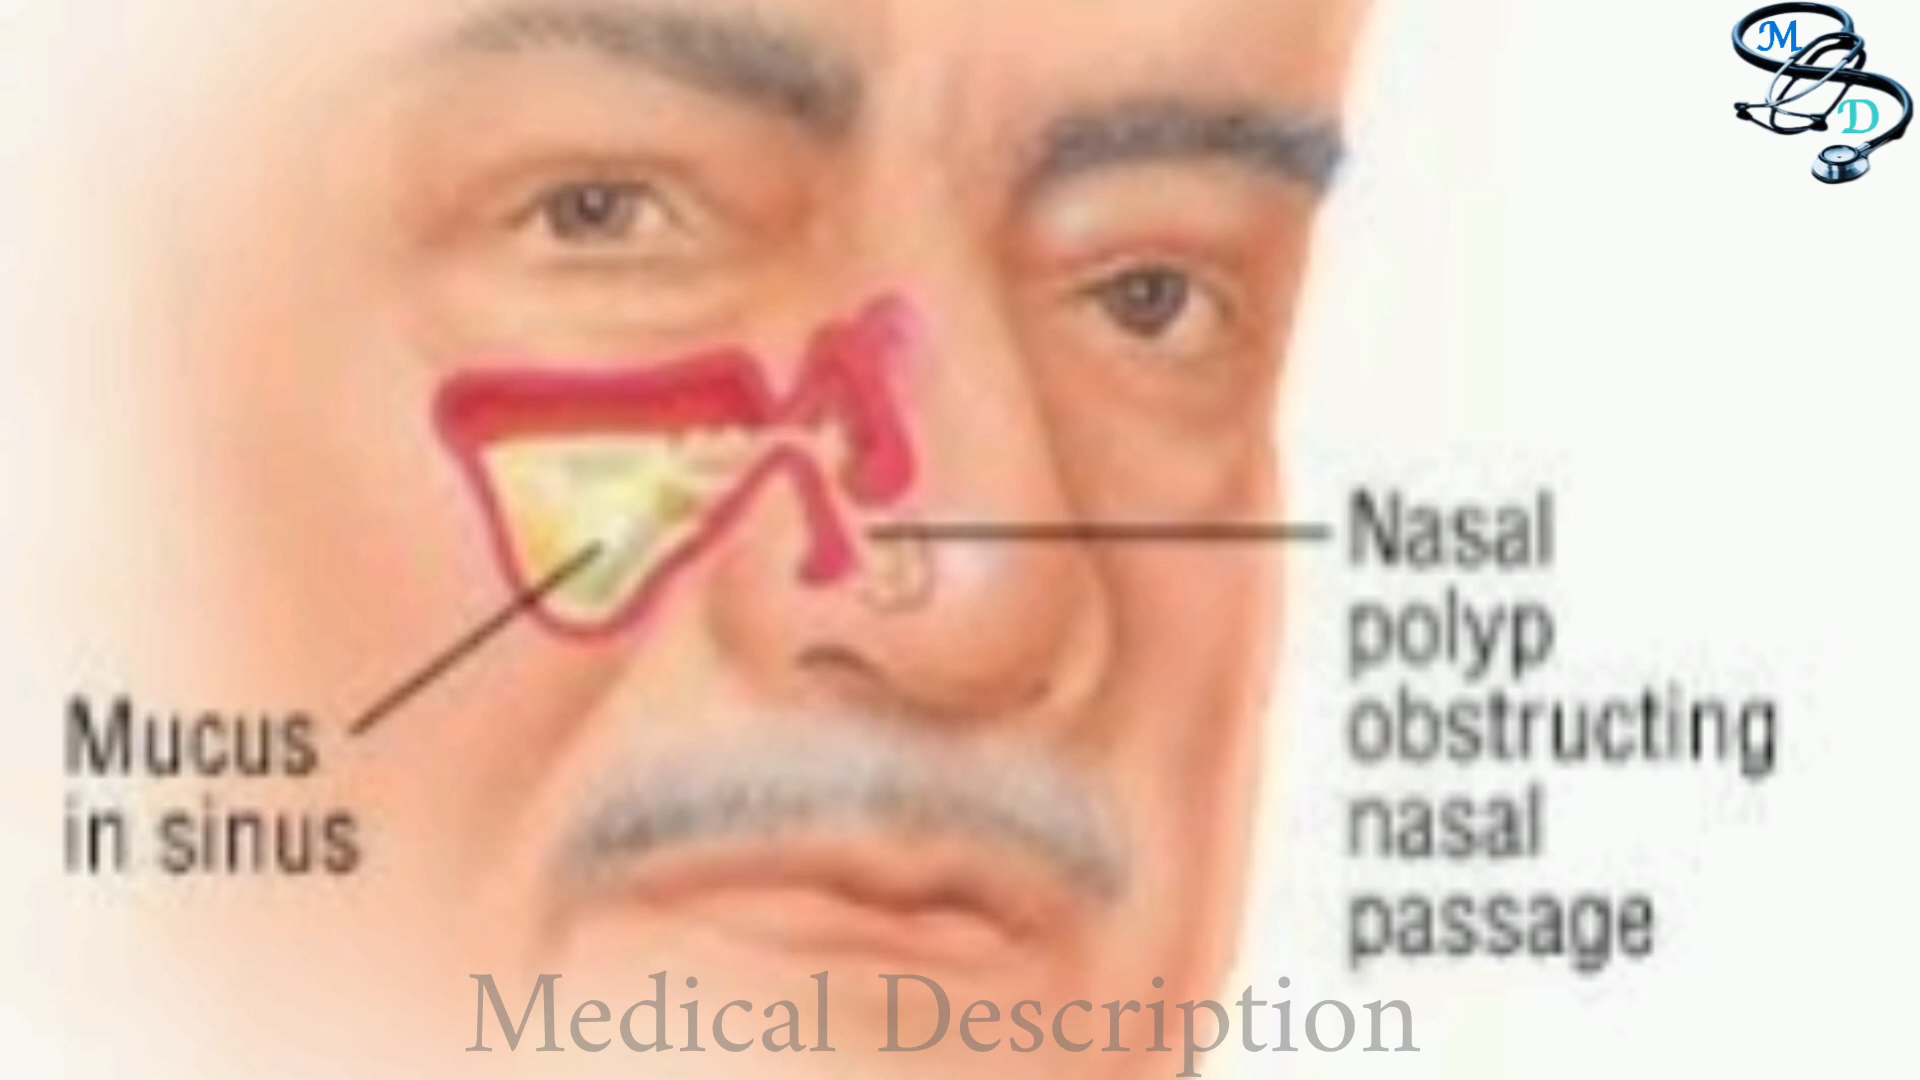 M
D
Nasal
polyp
obstructing
nasal
passage
Mucus
in sinus
Medical Description